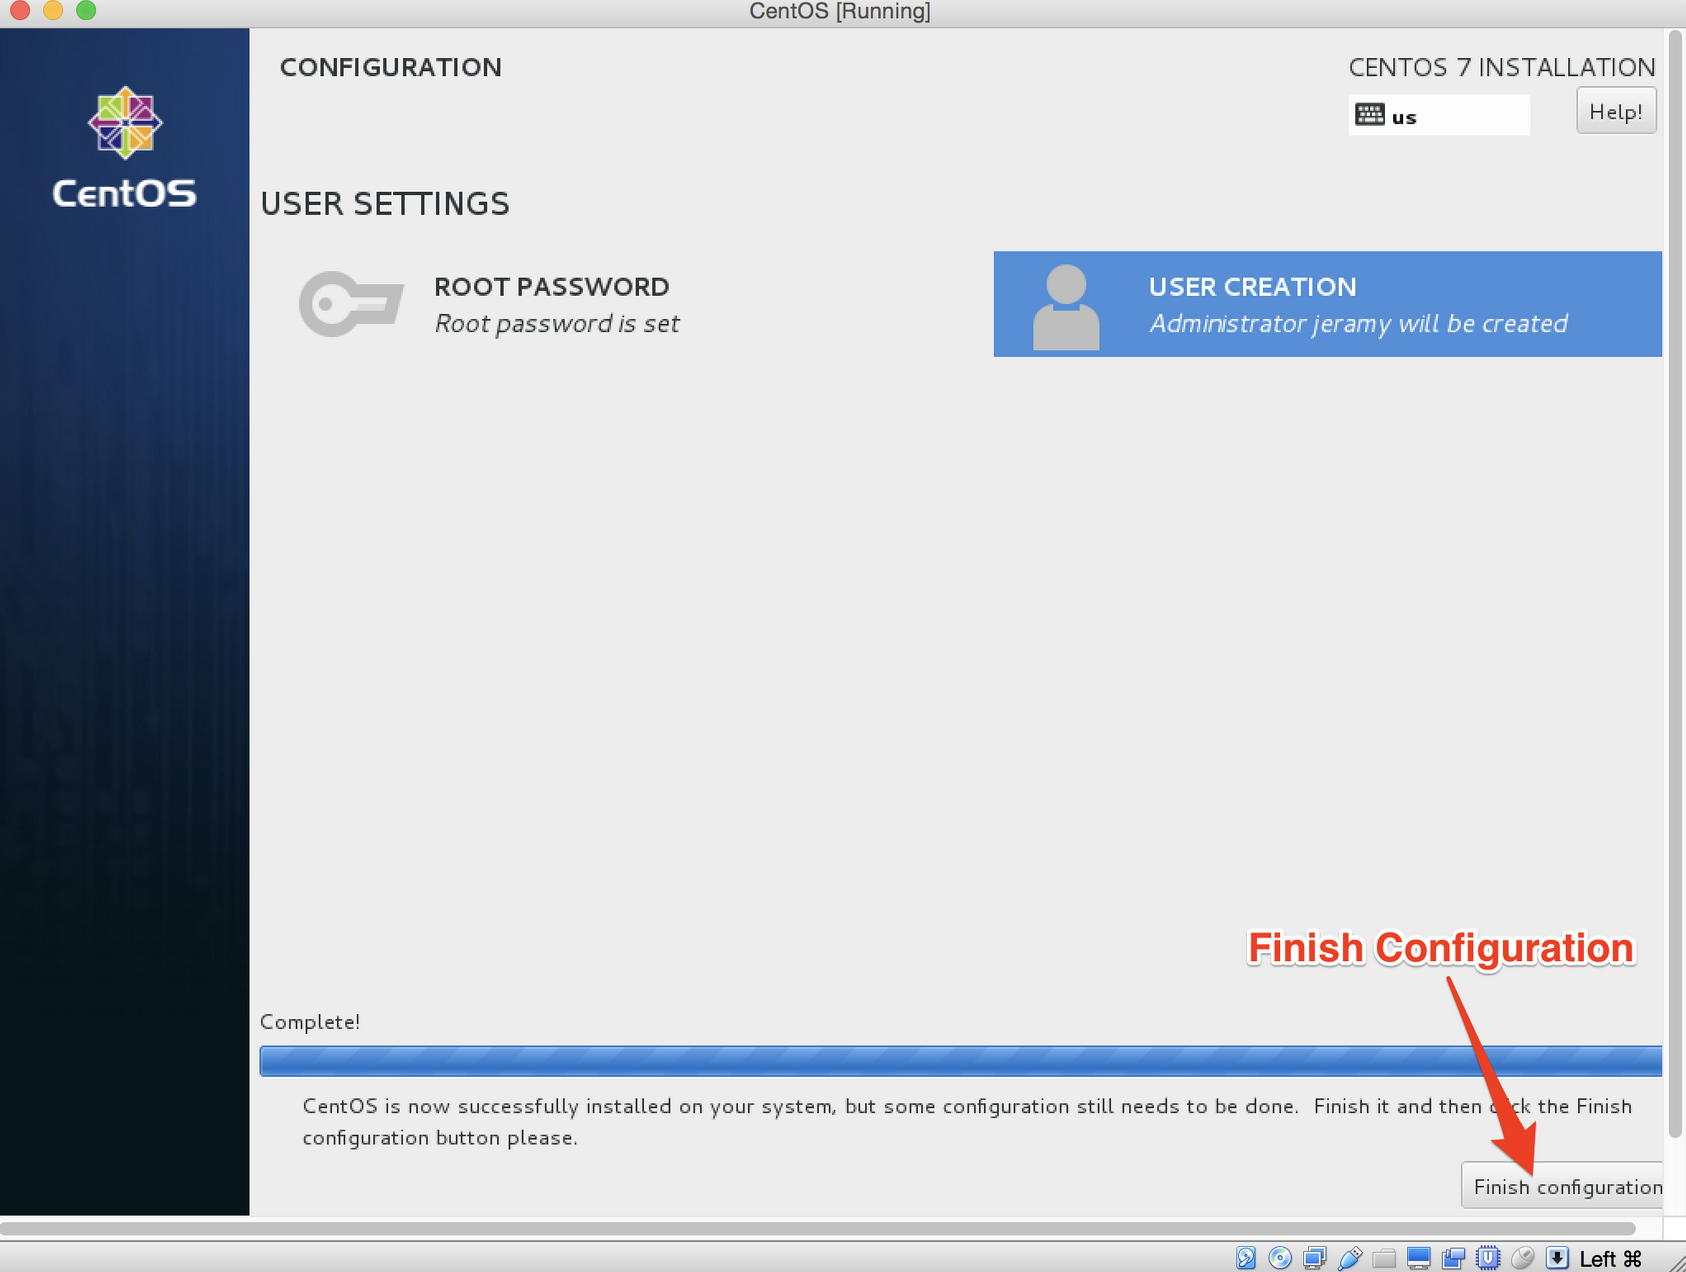 CentOS [Running]
CentOS
CONFIGURATION
CENTOS 7 INSTALLATION
us
Help!
USER SETTINGS
ROOT PASSWORD
Root password is set
USER CREATION
Administrator jeramy will be created
Finish Configuration
Complete!
CentOS is now successfully installed on your system, but some configuration still needs to be done.  Finish it and then click the Finish
configuration button please.
Finish configuration
Left ⌘